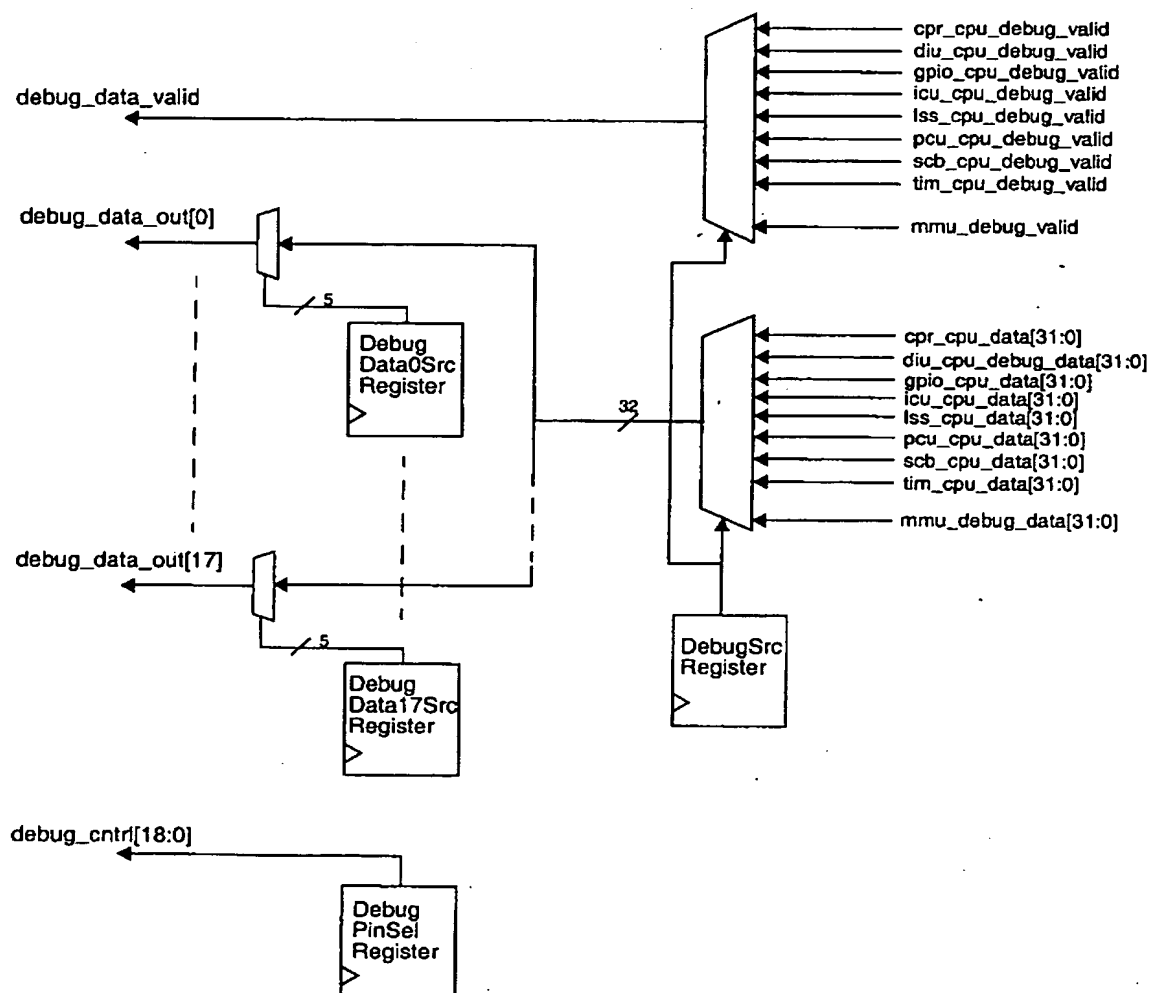 cpr_cpu_debug_valid
diu_cpu_debug_valid
gpio_cpu_debug_valid
icu_cpu_debug_valid
lss_cpu_debug_valid
pcu_cpu_debug_valid
scb_cpu_debug_valid
tim_cpu_debug_valid
mmu_debug_valid
debug_data_valid
debug_data_out[0]
5
Debug
Data0Src
Register
32
cpr_cpu_data[31:0]
diu_cpu_debug_data[31:0]
gpio_cpu_data[31:0]
icu_cpu_data[31:0]
lss_cpu_data[31:0]
pcu_cpu_data[31:0]
scb_cpu_data[31:0]
tim_cpu_data[31:0]
mmu_debug_data[31:0]
debug_data_out[17]
5
Debug
Data17Src
Register
DebugSrc
Register
debug_cntrl[18:0]
Debug
PinSel
Register